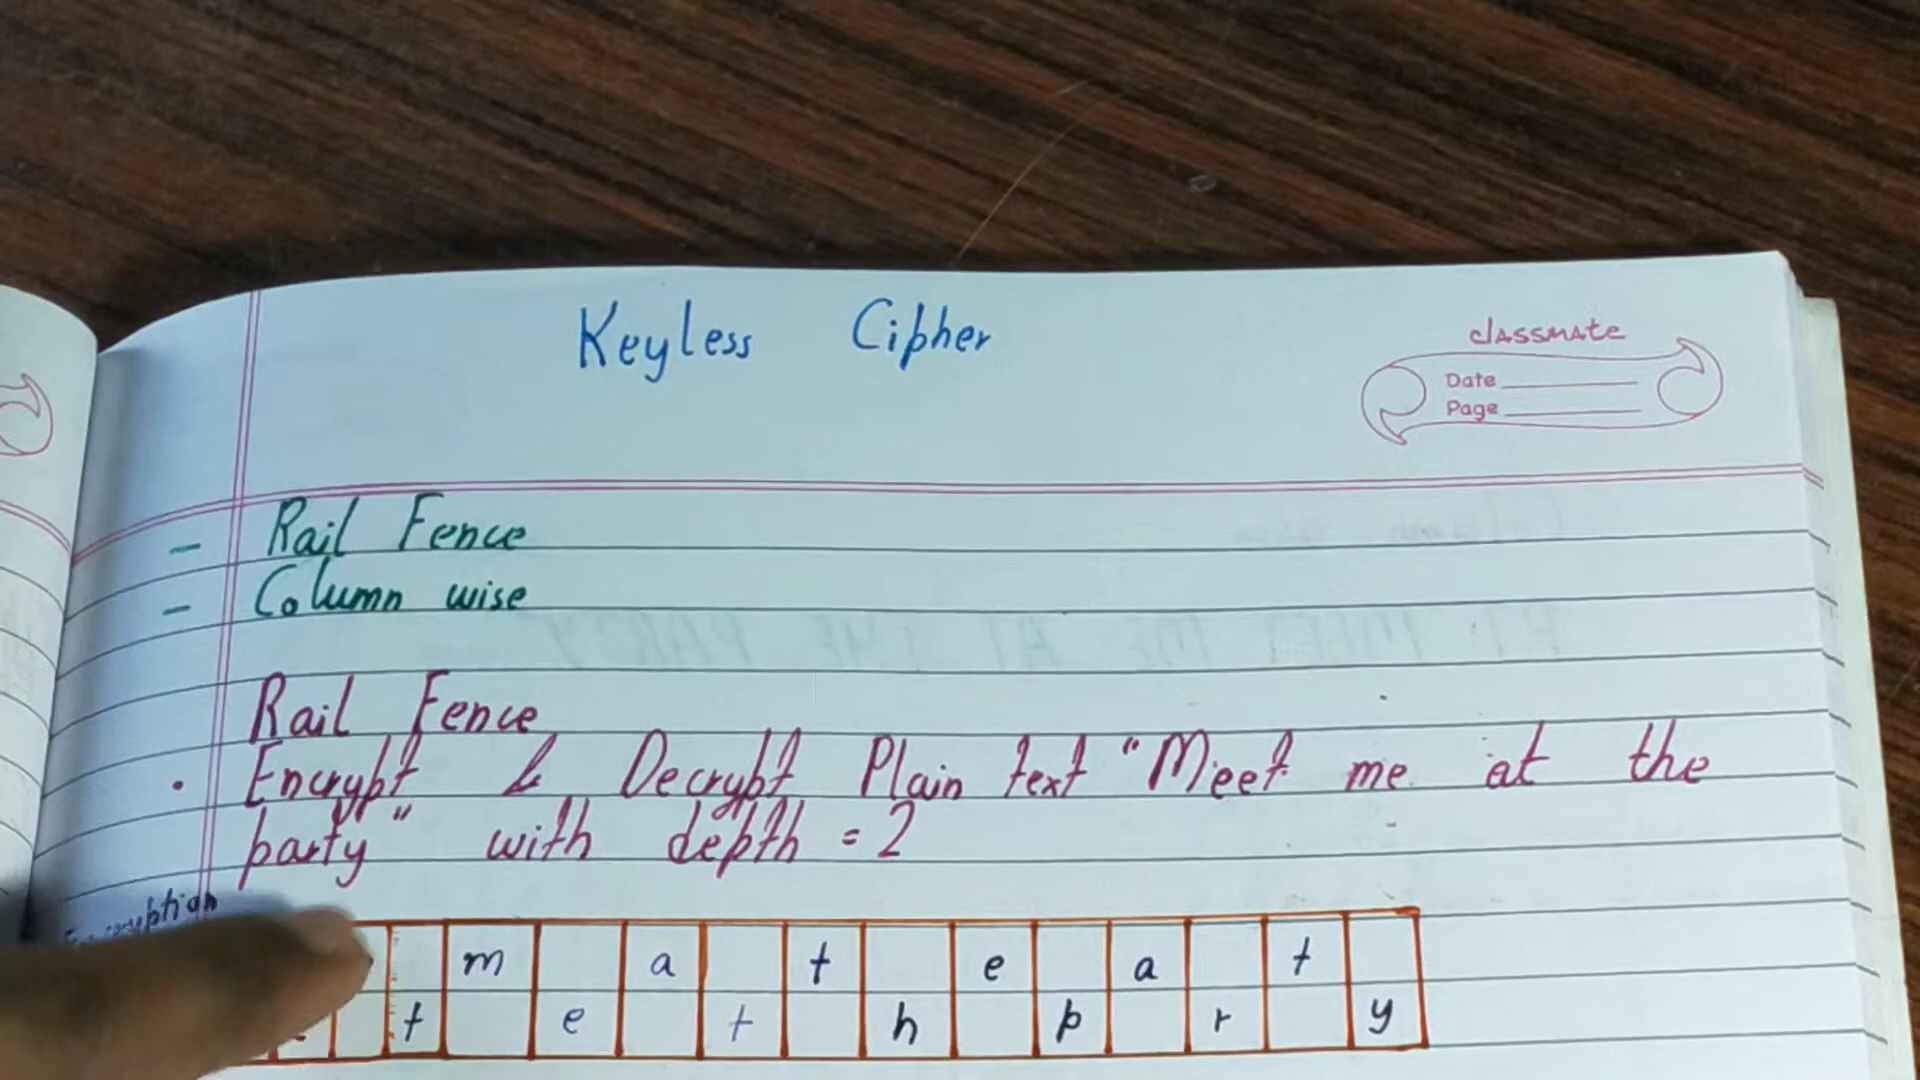 Keyless Cipher
classmate
Date
Page
- Rail Fence
- Column wise
Rail Fence
. Encrypt & Decrypt Plain text "Meet me at the
party" with depth = 2
m a t e a t
t e t h p r y